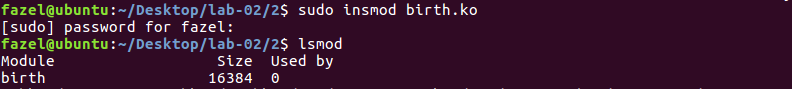 fazel@ubuntu:~/Desktop/lab-02/2$ sudo insmod birth.ko
[sudo] password for fazel:
fazel@ubuntu:~/Desktop/lab-02/2$ lsmod
Module                  Size  Used by
birth                  16384  0